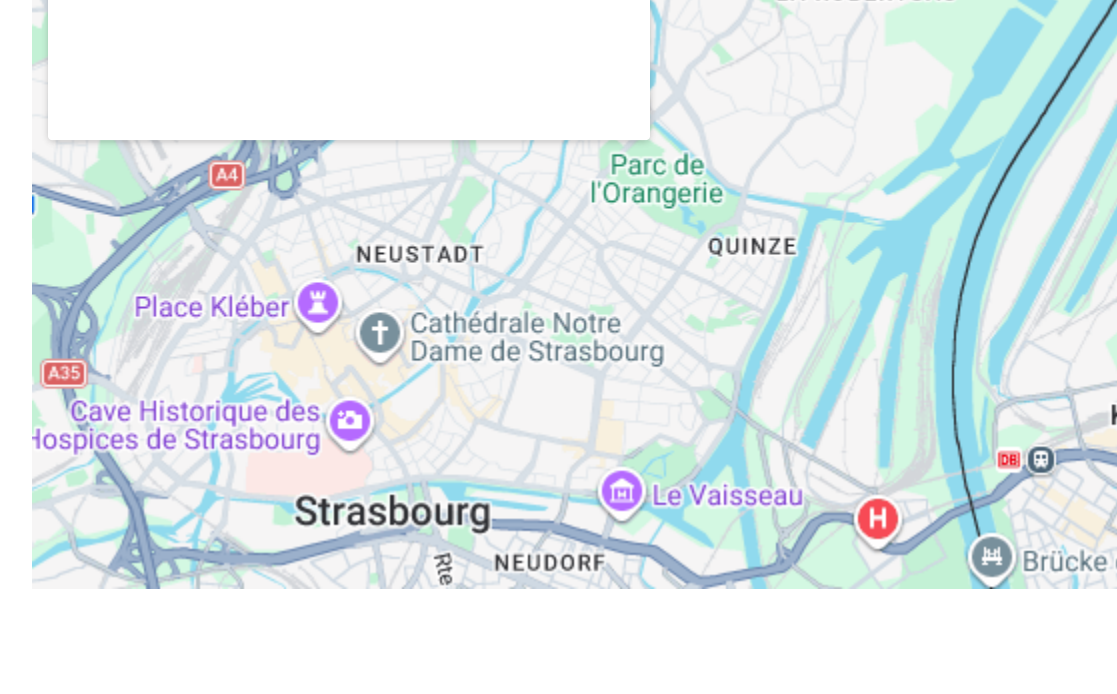 A4
Parc de
l'Orangerie
NEUSTADT
QUINZE
Place Kléber
Cathédrale Notre
Dame de Strasbourg
A35
Cave Historique des
Hospices de Strasbourg
DB
Le Vaisseau
H
Strasbourg
NEUDORF
Rte
Brücke